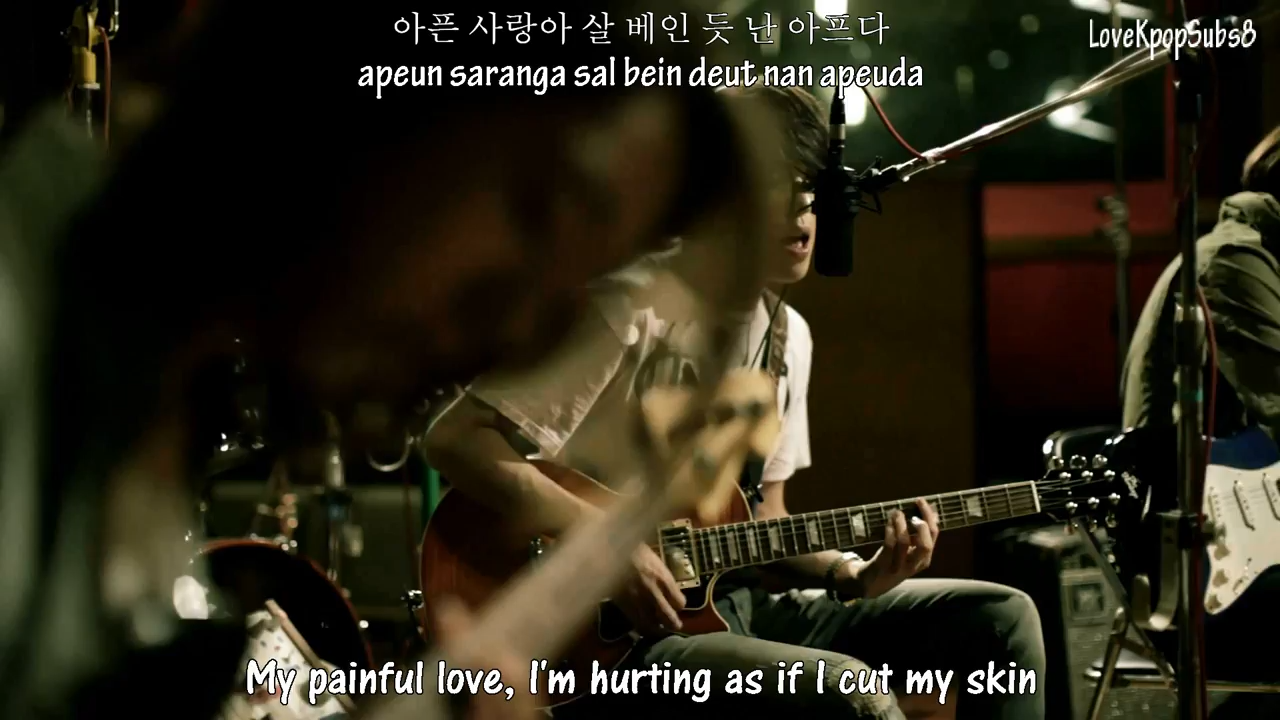 아픈 사랑아 살 베인 듯 난 아프다
LoveKpopSubs8
apeun saranga sal bein deut nan apeuda
My painful love, I'm hurting as if I cut my skin